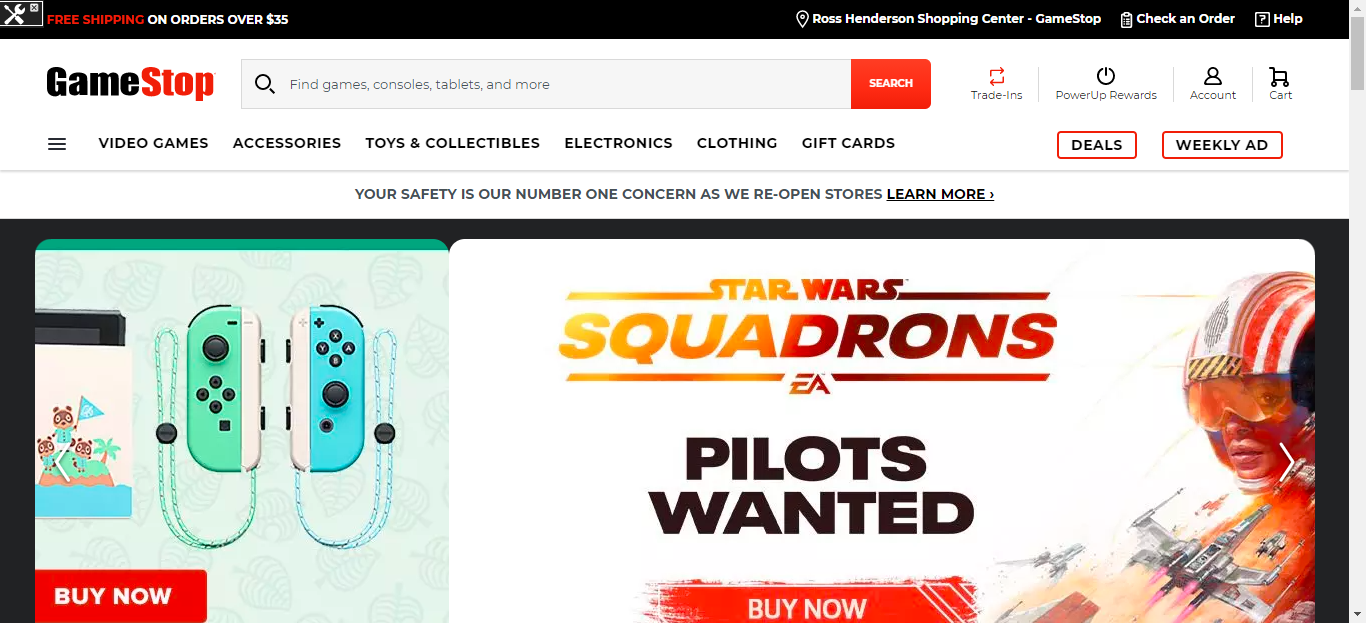 FREE SHIPPING ON ORDERS OVER $35
Ross Henderson Shopping Center - GameStop
Check an Order
Help
GameStop
Find games, consoles, tablets, and more
SEARCH
Trade-Ins
PowerUp Rewards
Account
Cart
VIDEO GAMES
ACCESSORIES
TOYS & COLLECTIBLES
ELECTRONICS
CLOTHING
GIFT CARDS
DEALS
WEEKLY AD
YOUR SAFETY IS OUR NUMBER ONE CONCERN AS WE RE-OPEN STORES LEARN MORE ›
X
Y A
B
BUY NOW
STAR WARS
SQUADRONS
EA
PILOTS
WANTED
BUY NOW